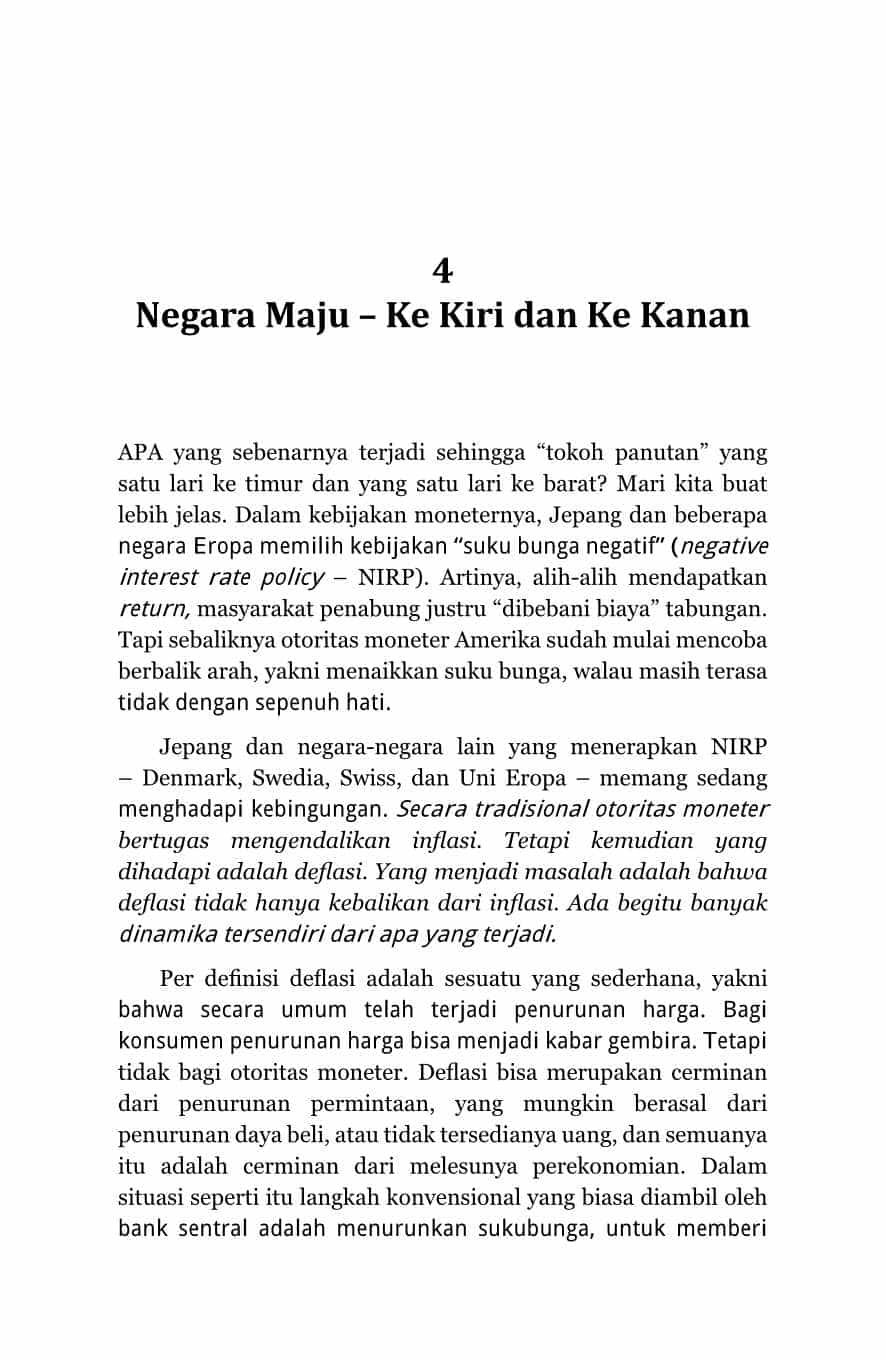 4
Negara Maju – Ke Kiri dan Ke Kanan
APA yang sebenarnya terjadi sehingga “tokoh panutan” yang
satu lari ke timur dan yang satu lari ke barat? Mari kita buat
lebih jelas. Dalam kebijakan moneternya, Jepang dan beberapa
negara Eropa memilih kebijakan “suku bunga negatif” (negative
interest rate policy – NIRP). Artinya, alih-alih mendapatkan
return, masyarakat penabung justru “dibebani biaya” tabungan.
Tapi sebaliknya otoritas moneter Amerika sudah mulai mencoba
berbalik arah, yakni menaikkan suku bunga, walau masih terasa
tidak dengan sepenuh hati.
Jepang dan negara-negara lain yang menerapkan NIRP
– Denmark, Swedia, Swiss, dan Uni Eropa – memang sedang
menghadapi kebingungan. Secara tradisional otoritas moneter
bertugas mengendalikan inflasi. Tetapi kemudian yang
dihadapi adalah deflasi. Yang menjadi masalah adalah bahwa
deflasi tidak hanya kebalikan dari inflasi. Ada begitu banyak
dinamika tersendiri dari apa yang terjadi.
Per definisi deflasi adalah sesuatu yang sederhana, yakni
bahwa secara umum telah terjadi penurunan harga. Bagi
konsumen penurunan harga bisa menjadi kabar gembira. Tetapi
tidak bagi otoritas moneter. Deflasi bisa merupakan cerminan
dari penurunan permintaan, yang mungkin berasal dari
penurunan daya beli, atau tidak tersedianya uang, dan semuanya
itu adalah cerminan dari melesunya perekonomian. Dalam
situasi seperti itu langkah konvensional yang biasa diambil oleh
bank sentral adalah menurunkan sukubunga, untuk memberi